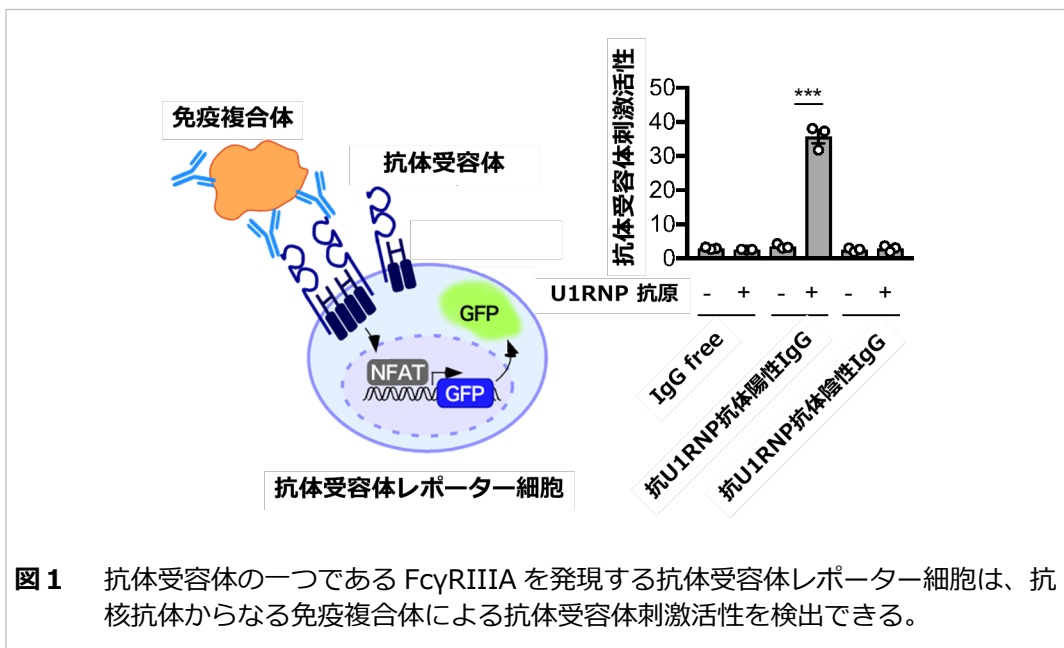 免疫複合体
抗体受容体
GFP
NFAT
GFP
抗体受容体レポーター細胞
抗体受容体刺激活性
50
40
30
20
10
0
***
U1RNP 抗原
- + - + - +
IgG free
抗U1RNP抗体陽性IgG
抗U1RNP抗体陰性IgG
図1 抗体受容体の一つである FcγRIIIA を発現する抗体受容体レポーター細胞は、抗
核抗体からなる免疫複合体による抗体受容体刺激活性を検出できる。